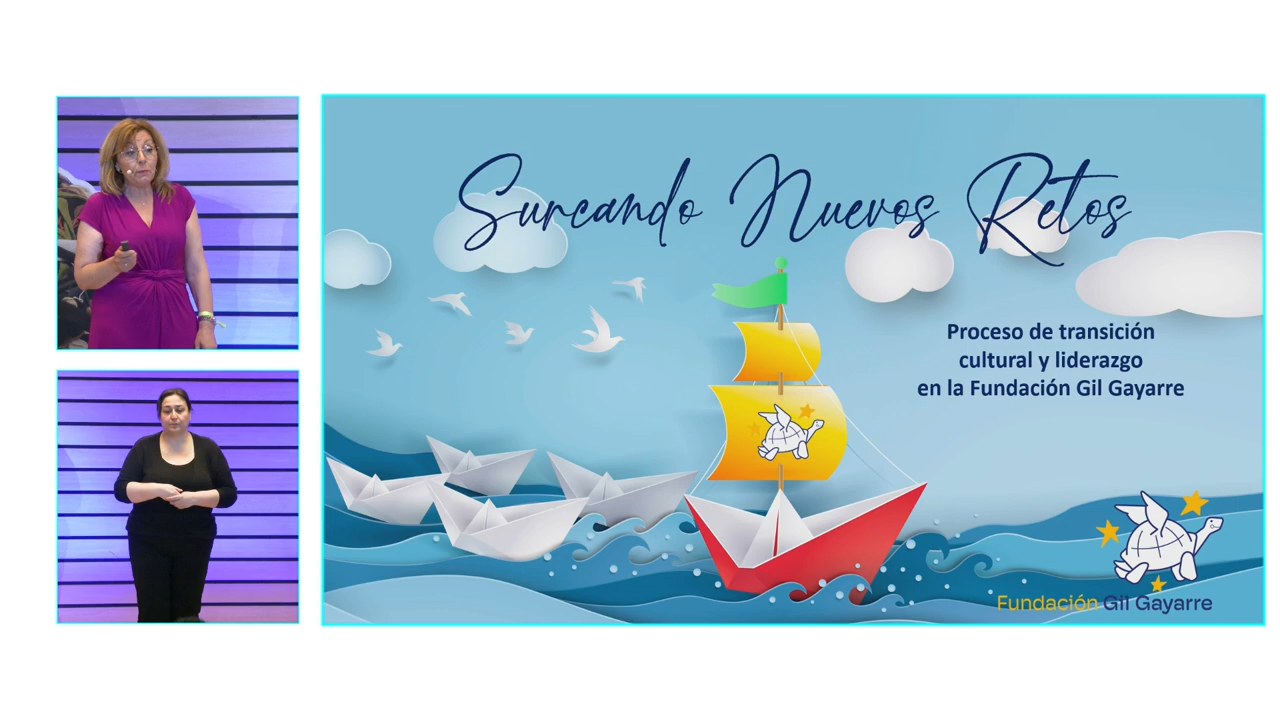 Surcando Nuevos Retos
Proceso de transición
cultural y liderazgo
en la Fundación Gil Gayarre
Fundación Gil Gayarre